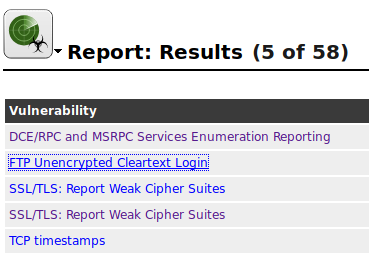 Report: Results (5 of 58)
Vulnerability
DCE/RPC and MSRPC Services Enumeration Reporting
FTP Unencrypted Cleartext Login
SSL/TLS: Report Weak Cipher Suites
SSL/TLS: Report Weak Cipher Suites
TCP timestamps